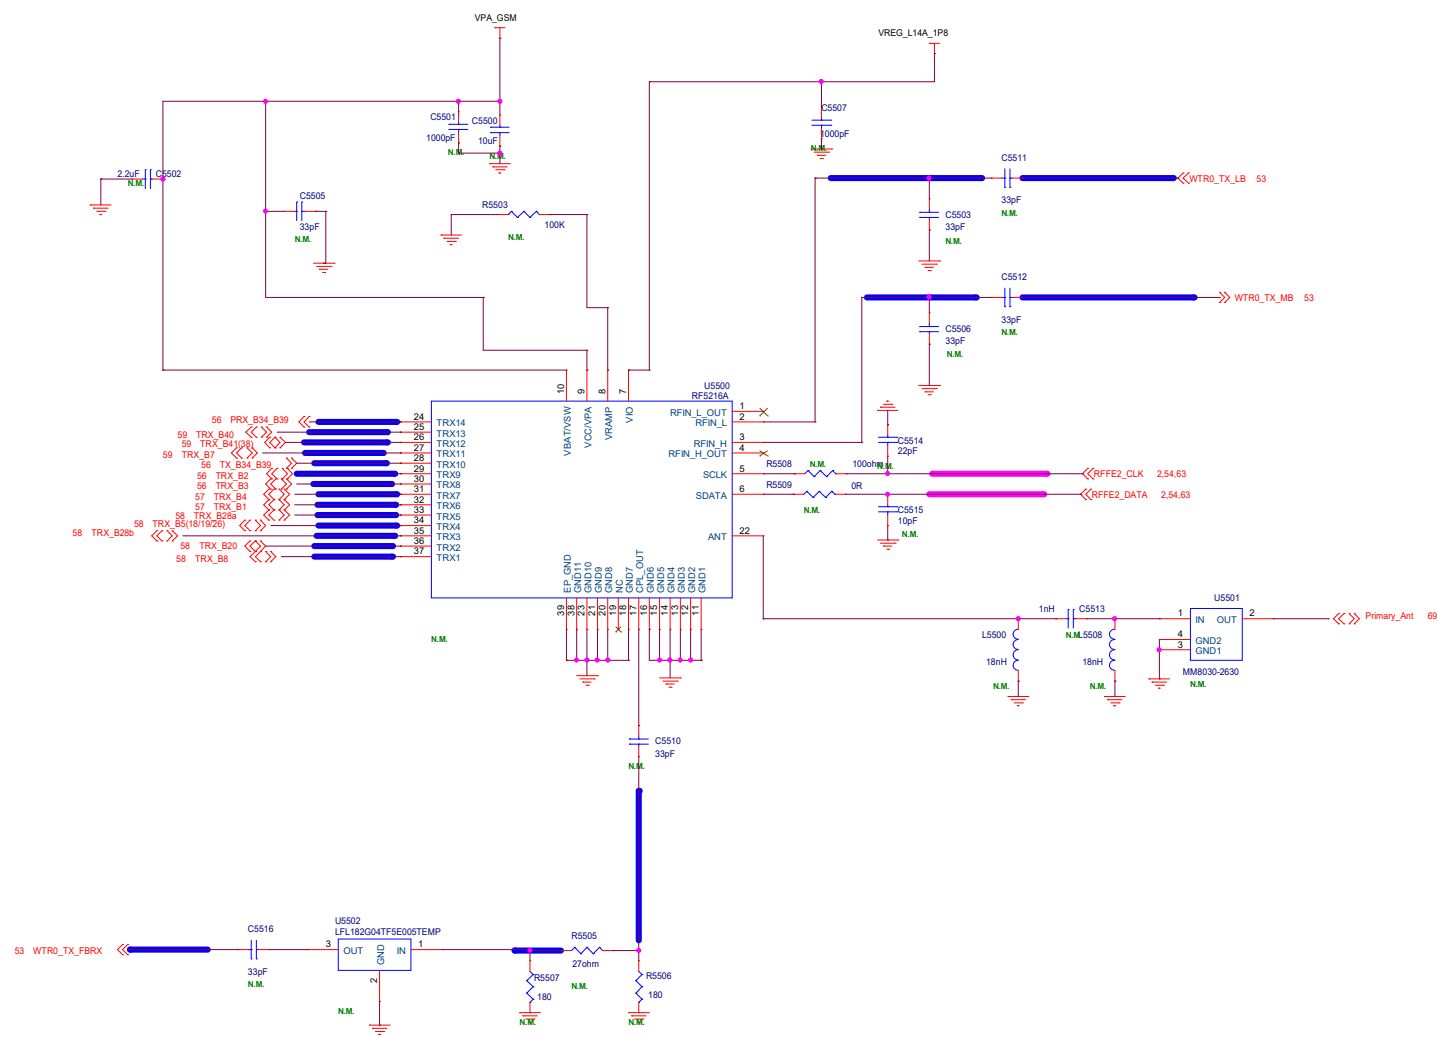 VPA_GSM
VREG_L14A_1P8
C5501
1000pF
N.M.
C5500
10uF
N.M.
C5507
1000pF
N.M.
2.2uF
C5502
N.M.
C5505
33pF
N.M.
R5503
100K
N.M.
C5511
33pF
N.M.
WTR0_TX_LB 53
C5503
33pF
N.M.
C5512
33pF
N.M.
WTR0_TX_MB 53
C5506
33pF
N.M.
U5500
RF5216A
10 9 8 7
VBAT/VSW
VCC/VPA
VRAMP
VIO
56 PRX_B34_B39 24 TRX14
59 TRX_B40 25 TRX13
59 TRX_B41(38) 26 TRX12
59 TRX_B7 27 TRX11
56 TX_B34_B39 28 TRX10
56 TRX_B2 29 TRX9
56 TRX_B3 30 TRX8
57 TRX_B4 31 TRX7
57 TRX_B1 32 TRX6
58 TRX_B28a 33 TRX5
58 TRX_B5(18/19/26) 34 TRX4
58 TRX_B28b 35 TRX3
58 TRX_B20 36 TRX2
58 TRX_B8 37 TRX1
RFIN_L_OUT 1
RFIN_L 2
RFIN_H 3
RFIN_H_OUT 4
SCLK 5
SDATA 6
ANT 22
C5514
22pF
N.M.
R5508
N.M.
100ohm
RFFE2_CLK 2,54,63
R5509
0R
N.M.
RFFE2_DATA 2,54,63
C5515
10pF
N.M.
EP_GND
GND11
GND10
GND9
GND8
NC
GND7
CPL_OUT
GND6
GND5
GND4
GND3
GND2
GND1
39 38 23 21 20 19 18 17 16 15 14 13 12 11
N.M.
L5500
18nH
N.M.
1nH
C5513
N.M.
L5508
18nH
N.M.
U5501
1 IN OUT 2
4 GND2
3 GND1
MM8030-2630
N.M.
Primary_Ant 69
C5510
33pF
N.M.
53 WTR0_TX_FBRX
C5516
33pF
N.M.
U5502
LFL182G04TF5E005TEMP
3 OUT GND IN 1
2
N.M.
R5505
27ohm
N.M.
R5507
180
N.M.
R5506
180
N.M.